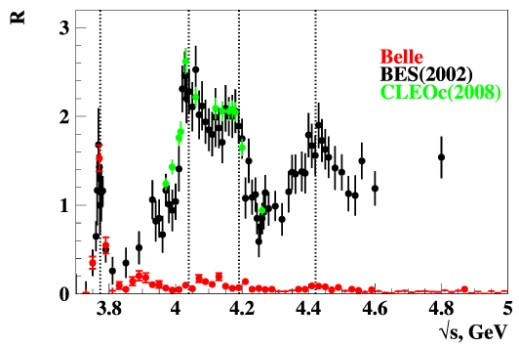 R
3
2
1
0
Belle
BES(2002)
CLEOc(2008)
3.8 4 4.2 4.4 4.6 4.8 5
√s, GeV